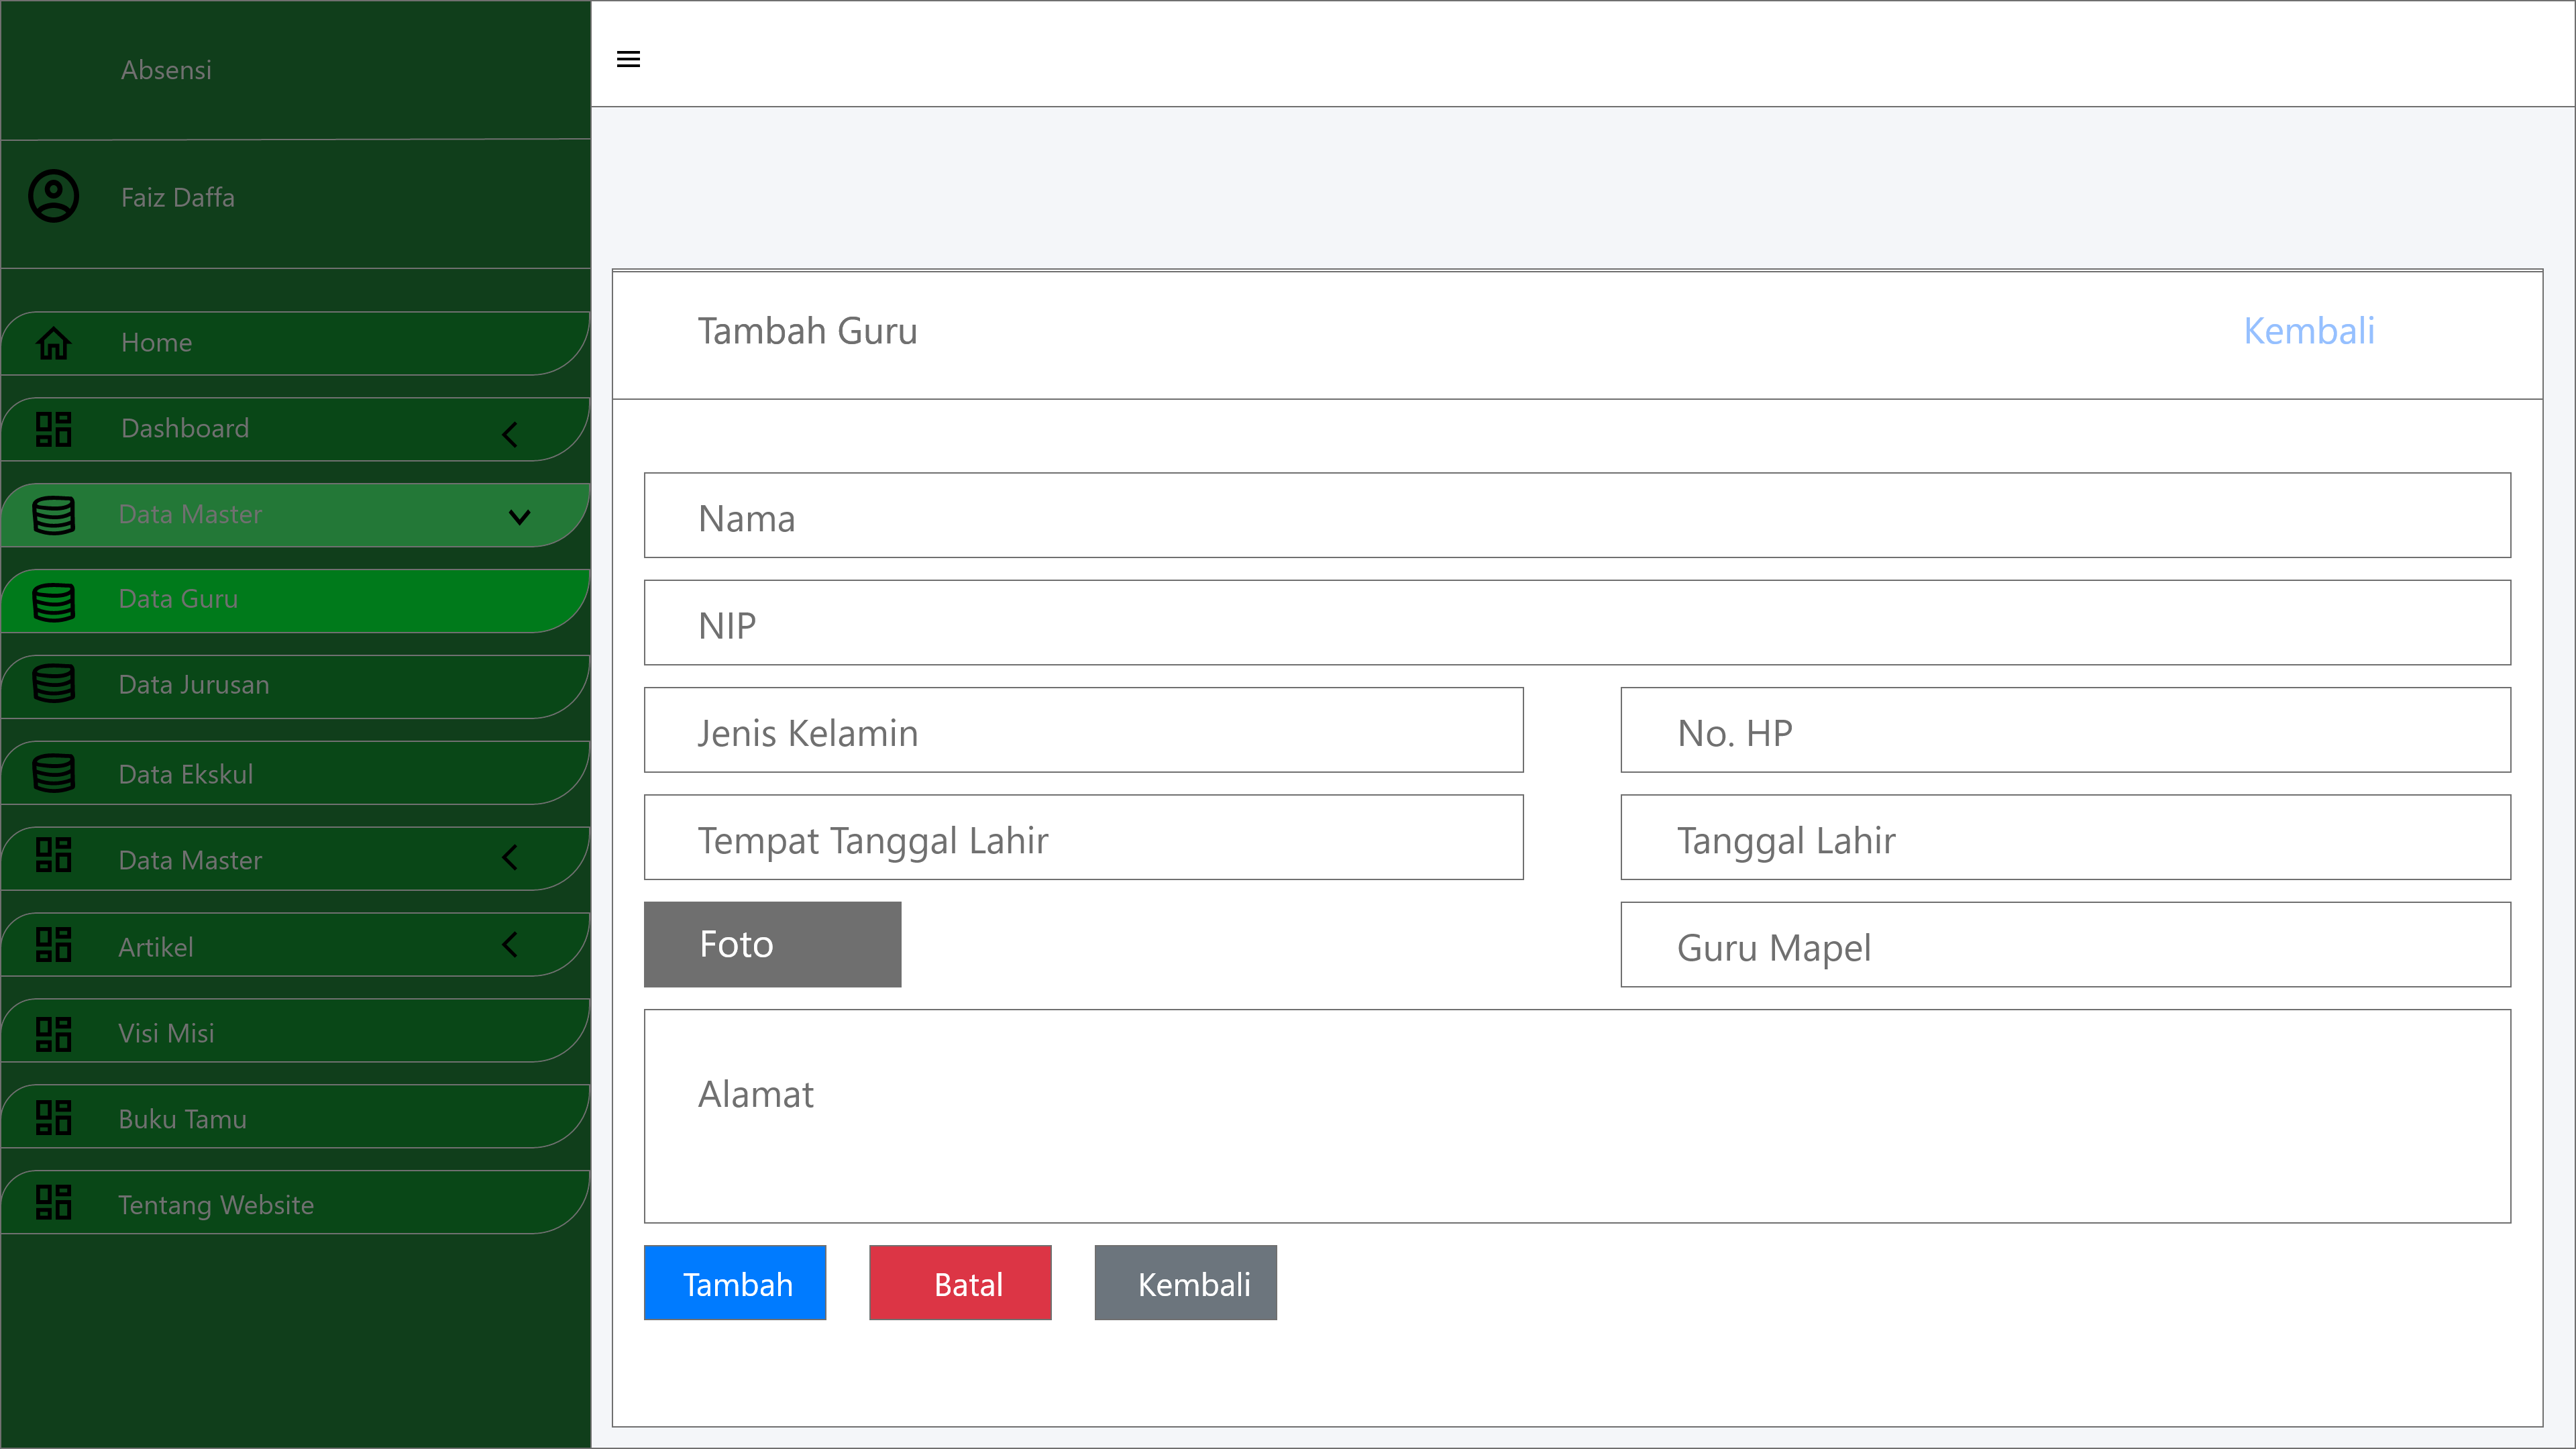 Absensi
Faiz Daffa
Home
Dashboard
Data Master
Data Guru
Data Jurusan
Data Ekskul
Data Master
Artikel
Visi Misi
Buku Tamu
Tentang Website
Tambah Guru
Kembali
Nama
NIP
Jenis Kelamin
No. HP
Tempat Tanggal Lahir
Tanggal Lahir
Foto
Guru Mapel
Alamat
Tambah
Batal
Kembali